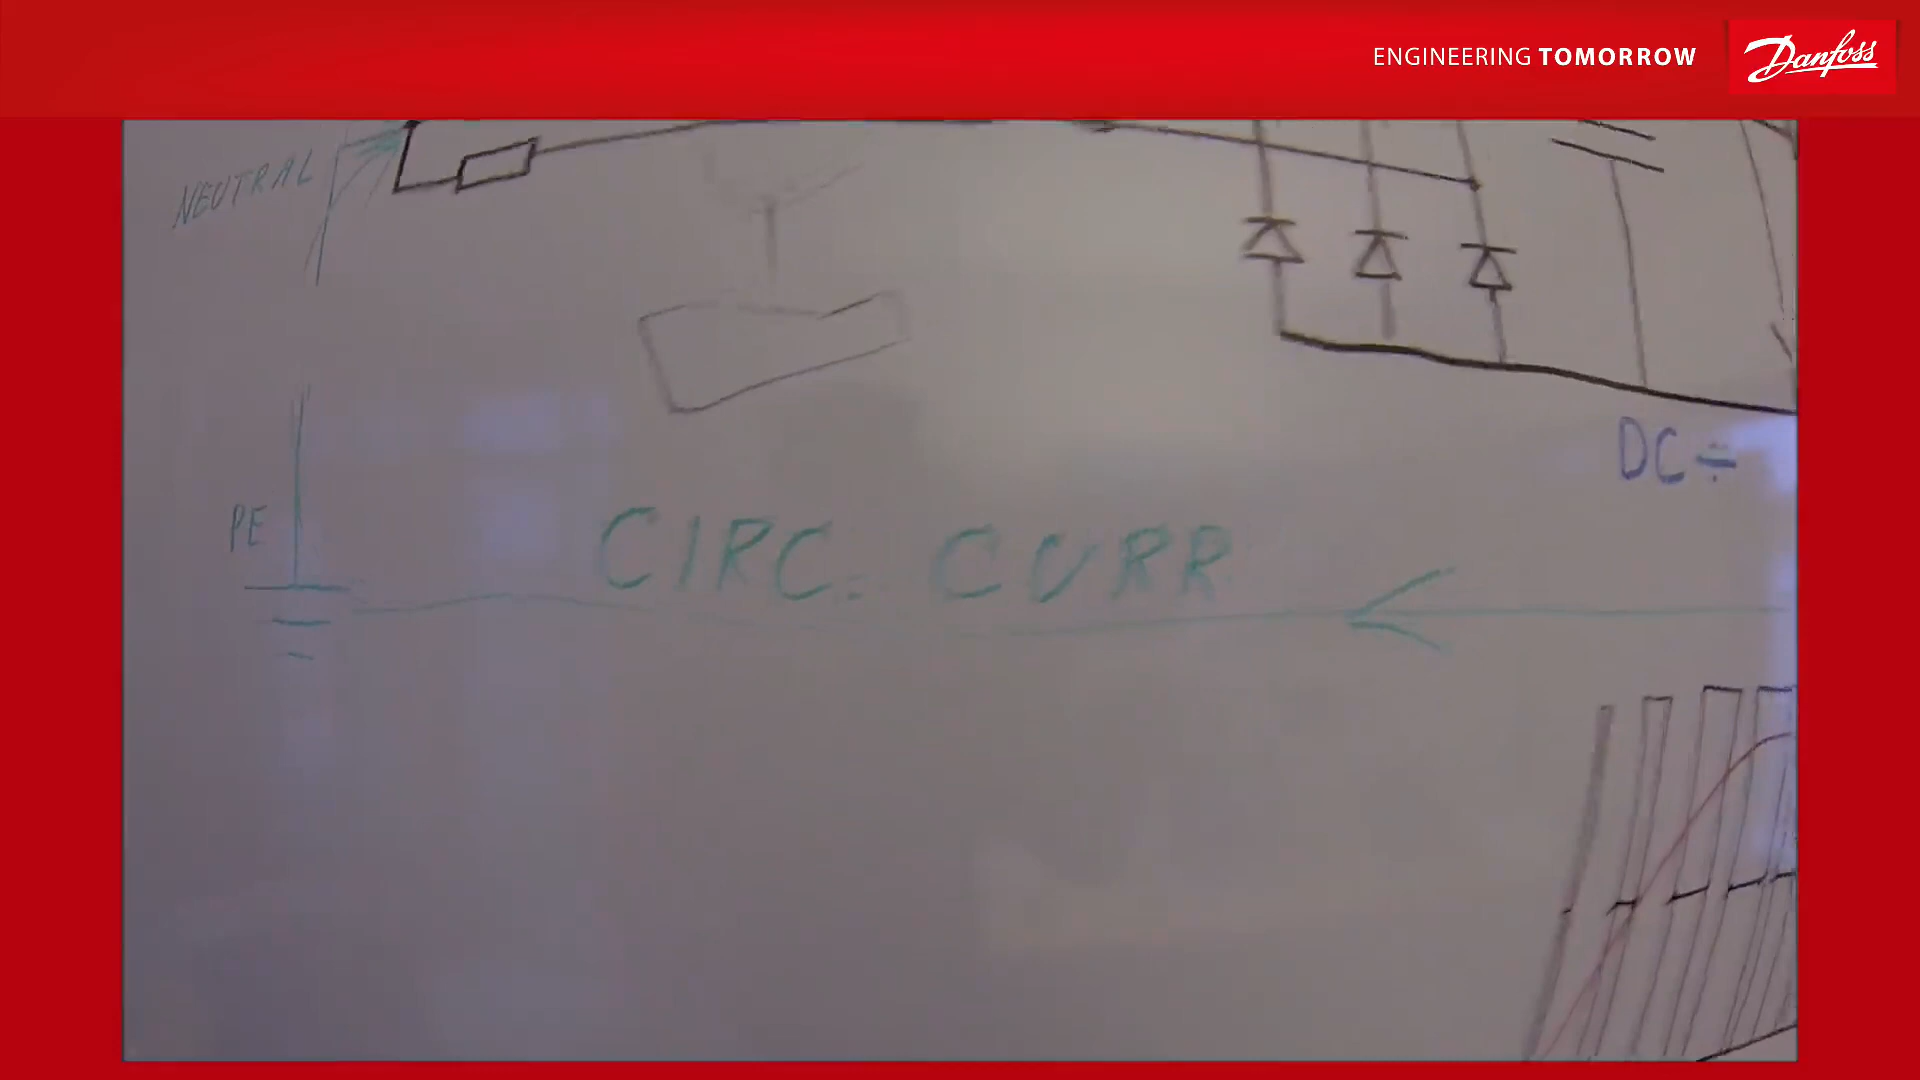 ENGINEERING TOMORROW
Danfoss
NEUTRAL
DC
PE
CIRC. CURR